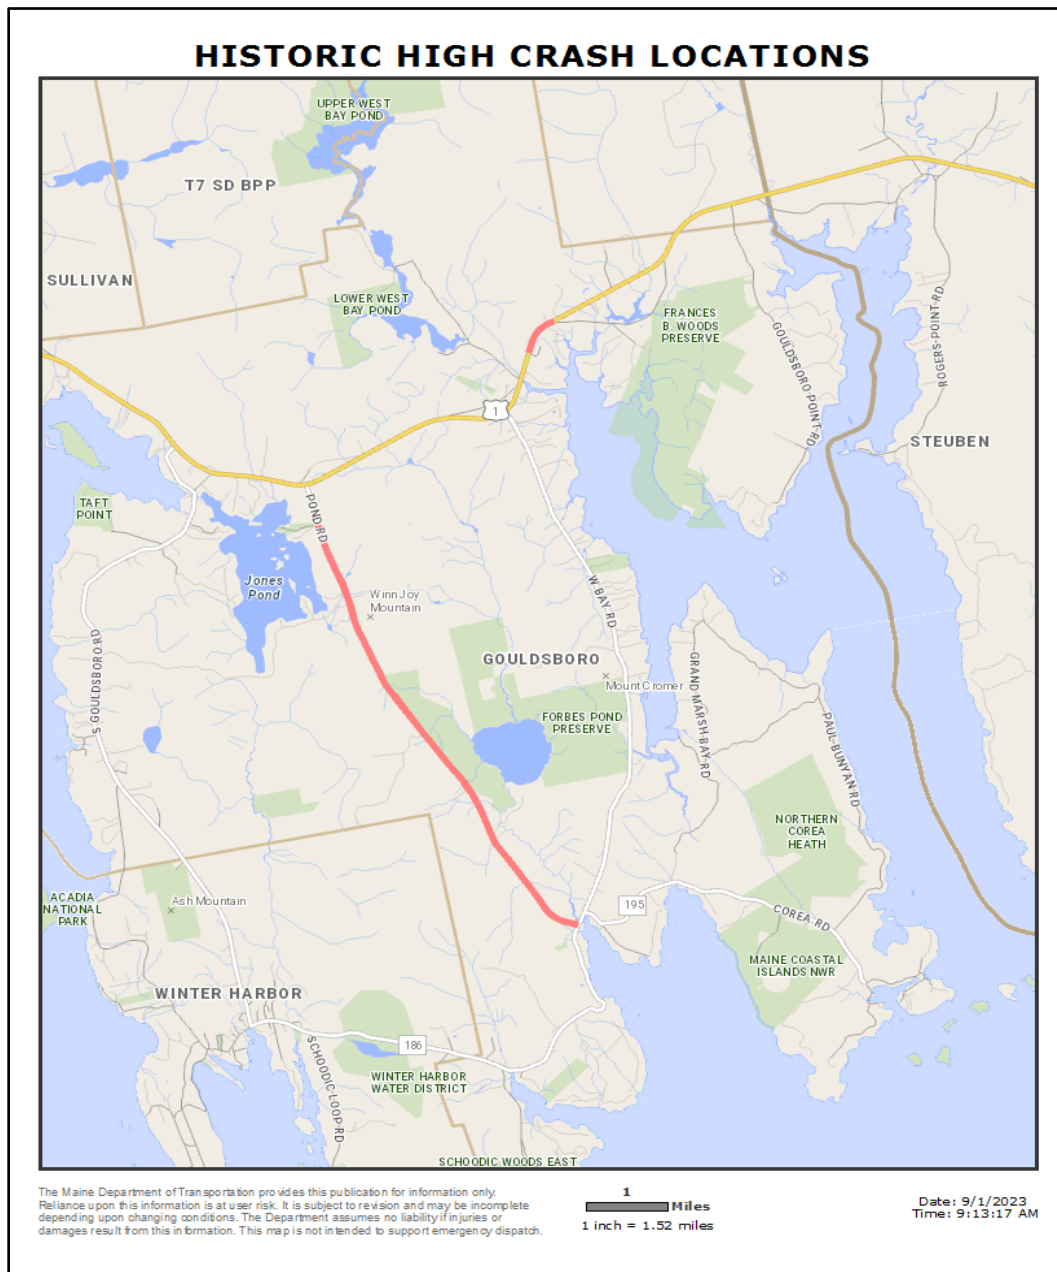 HISTORIC HIGH CRASH LOCATIONS
UPPER WEST
BAY POND
T7 SD BPP
SULLIVAN
LOWER WEST
BAY POND
FRANCES
B. WOODS
PRESERVE
GOULDSBORO-POINT-RD
ROGERS-POINT-RD
1
STEUBEN
TAFT
POINT
POND-RD
Jones
Pond
Winn Joy
Mountain
W-BAY-RD
GOULDSBORO
Mount Cromer
S GOULDSBORO RD
GRAND-MARSH-BAY-RD
FORBES POND
PRESERVE
PAUL-BUNYAN-RD
NORTHERN
COREA
HEATH
ACADIA
NATIONAL
PARK
Ash Mountain
195
COREA-RD
MAINE COASTAL
ISLANDS NWR
WINTER HARBOR
186
SCHOODIC-LOOP-RD
WINTER HARBOR
WATER DISTRICT
SCHOODIC WOODS EAST
The Maine Department of Transportation provides this publication for information only.
Reliance upon this information is at user risk. It is subject to revision and may be incomplete
depending upon changing conditions. The Department assumes no liability if injuries or
damages result from this information. This map is not intended to support emergency dispatch.
1
Miles
1 inch = 1.52 miles
Date: 9/1/2023
Time: 9:13:17 AM